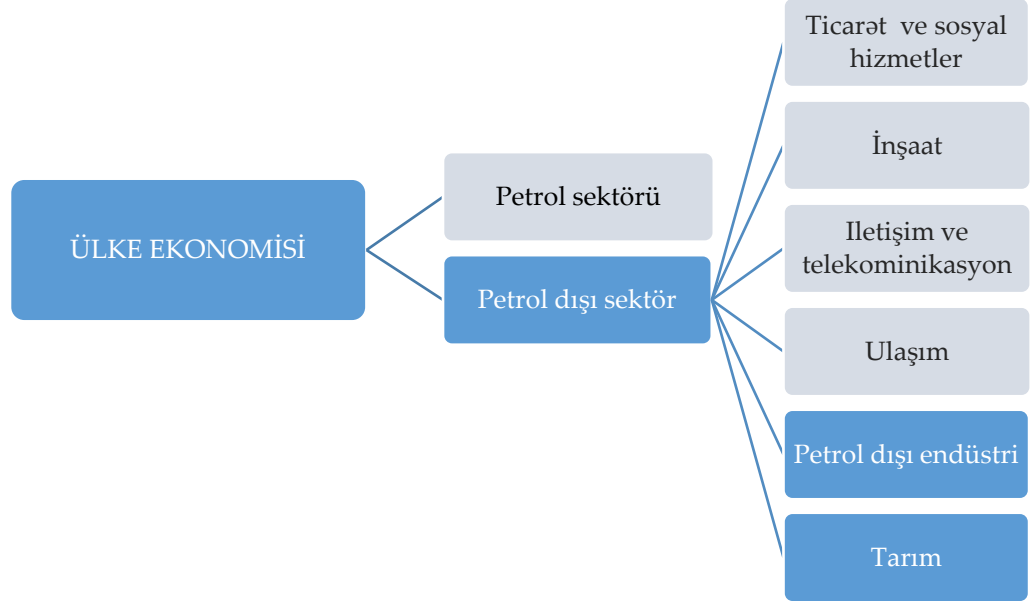 ÜLKE EKONOMİSİ
Petrol sektörü
Petrol dışı sektör
Ticarət ve sosyal
hizmetler
İnşaat
Iletişim ve
telekominikasyon
Ulaşım
Petrol dışı endüstri
Tarım